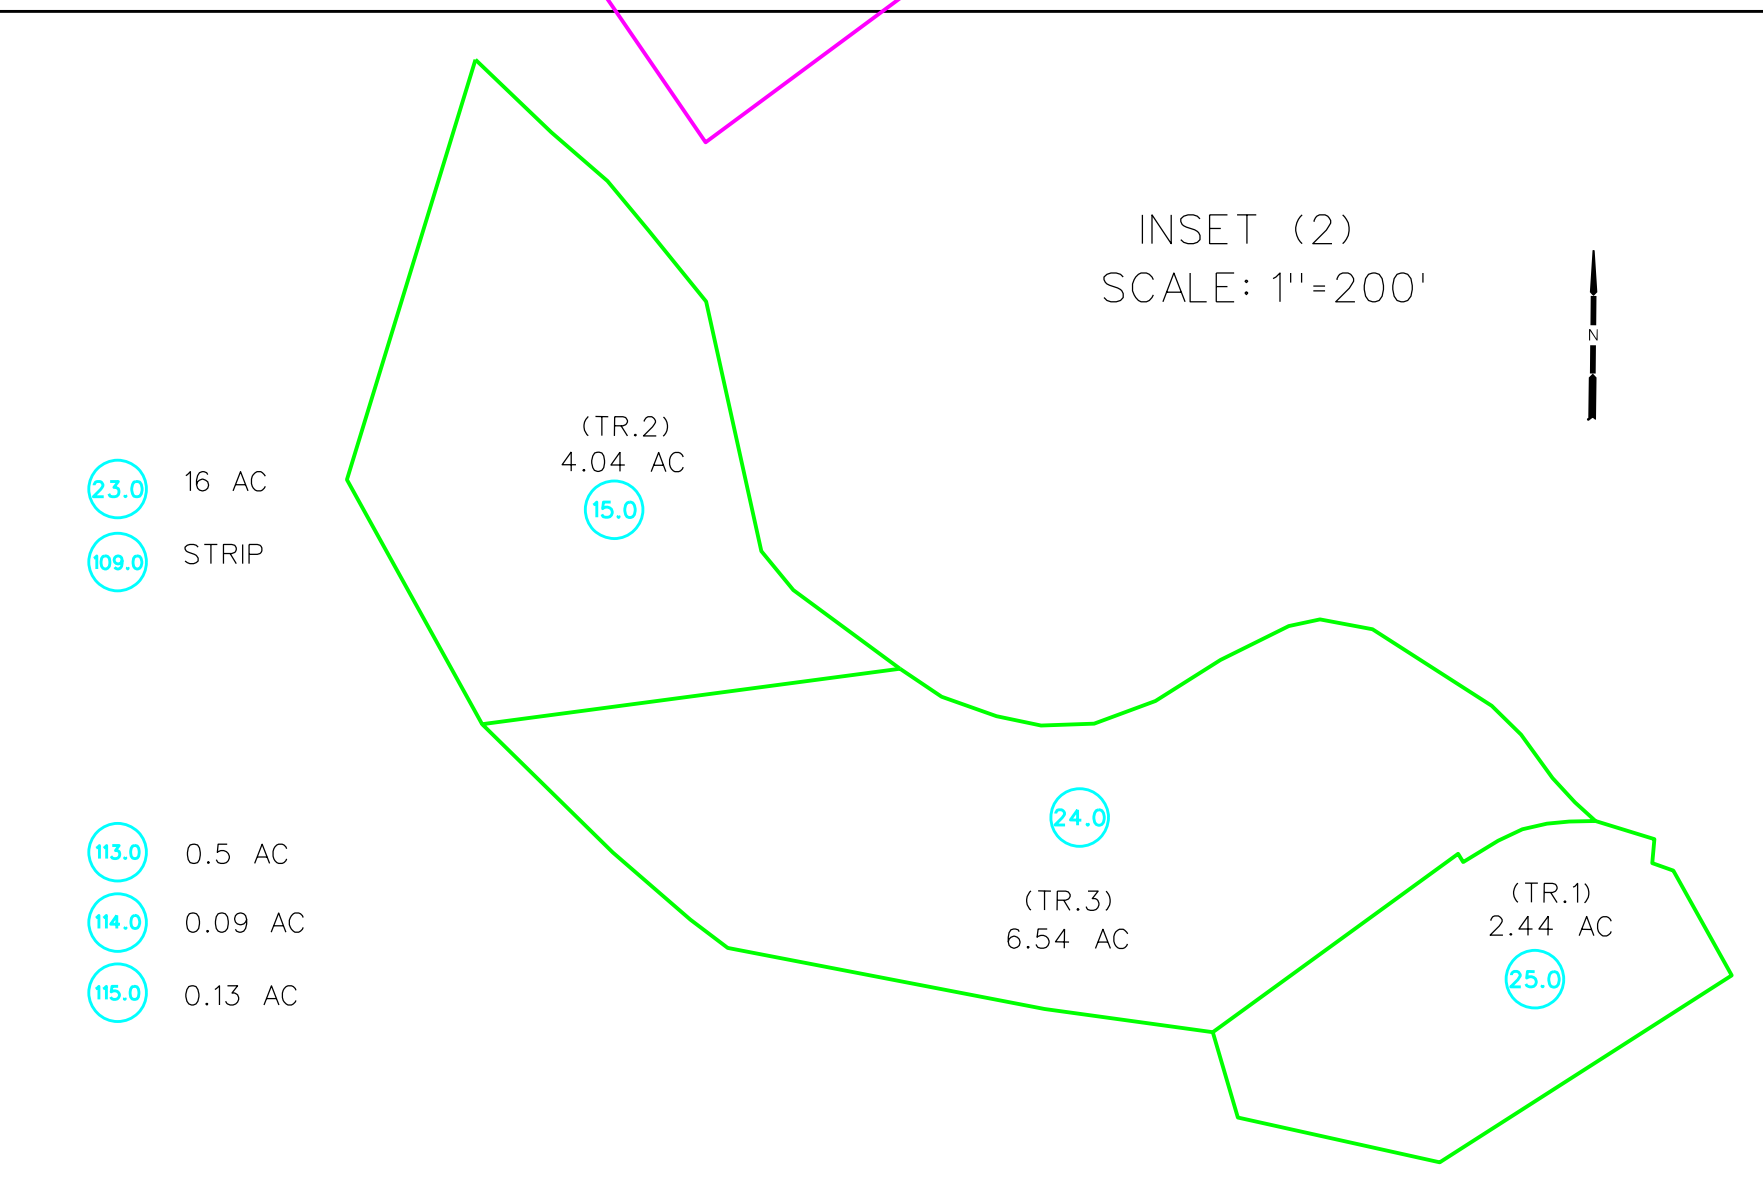 INSET (2)
SCALE: 1"=200'
N
(TR.2)
4.04 AC
15.0
23.0 16 AC
109.0 STRIP
24.0
(TR.3)
6.54 AC
(TR.1)
2.44 AC
25.0
113.0 0.5 AC
114.0 0.09 AC
115.0 0.13 AC